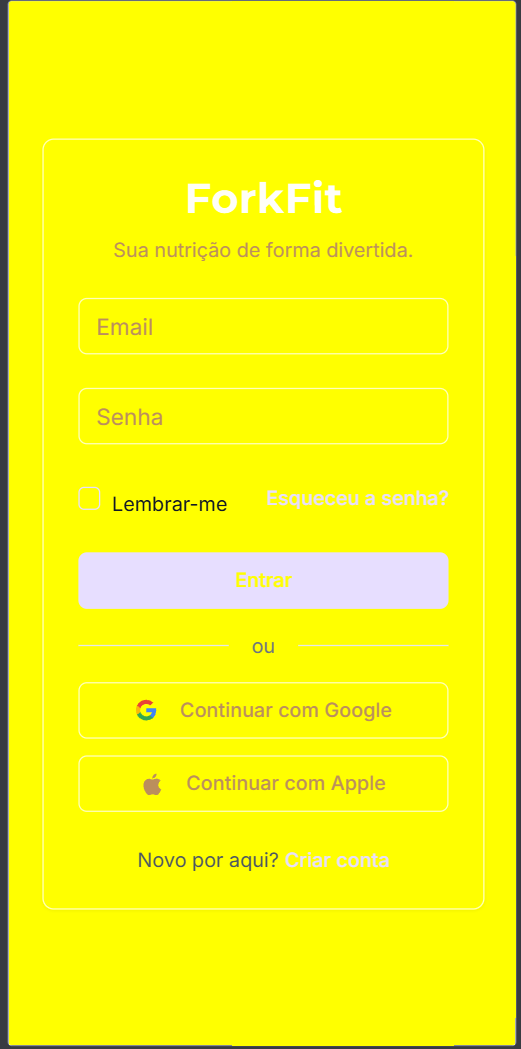 ForkFit
Sua nutrição de forma divertida.
Email
Senha
Lembrar-me Esqueceu a senha?
Entrar
ou
Continuar com Google
Continuar com Apple
Novo por aqui? Criar conta